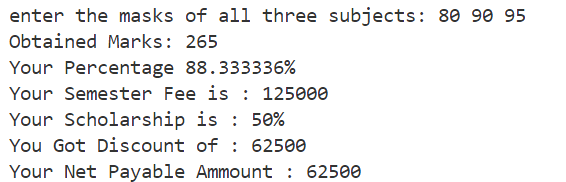 enter the masks of all three subjects: 80 90 95
Obtained Marks: 265
Your Percentage 88.333336%
Your Semester Fee is : 125000
Your Scholarship is : 50%
You Got Discount of : 62500
Your Net Payable Ammount : 62500